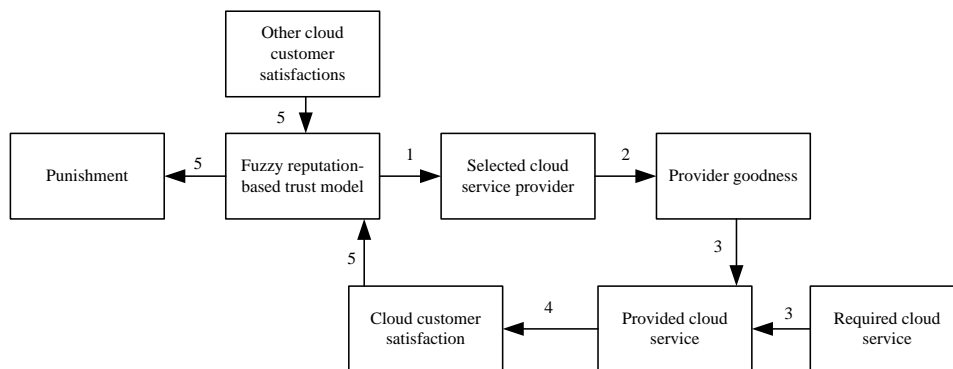 Other cloud
customer
satisfactions
5
Punishment
5
Fuzzy reputation-
based trust model
1
Selected cloud
service provider
2
Provider goodness
3
5
Cloud customer
satisfaction
4
Provided cloud
service
3
Required cloud
service